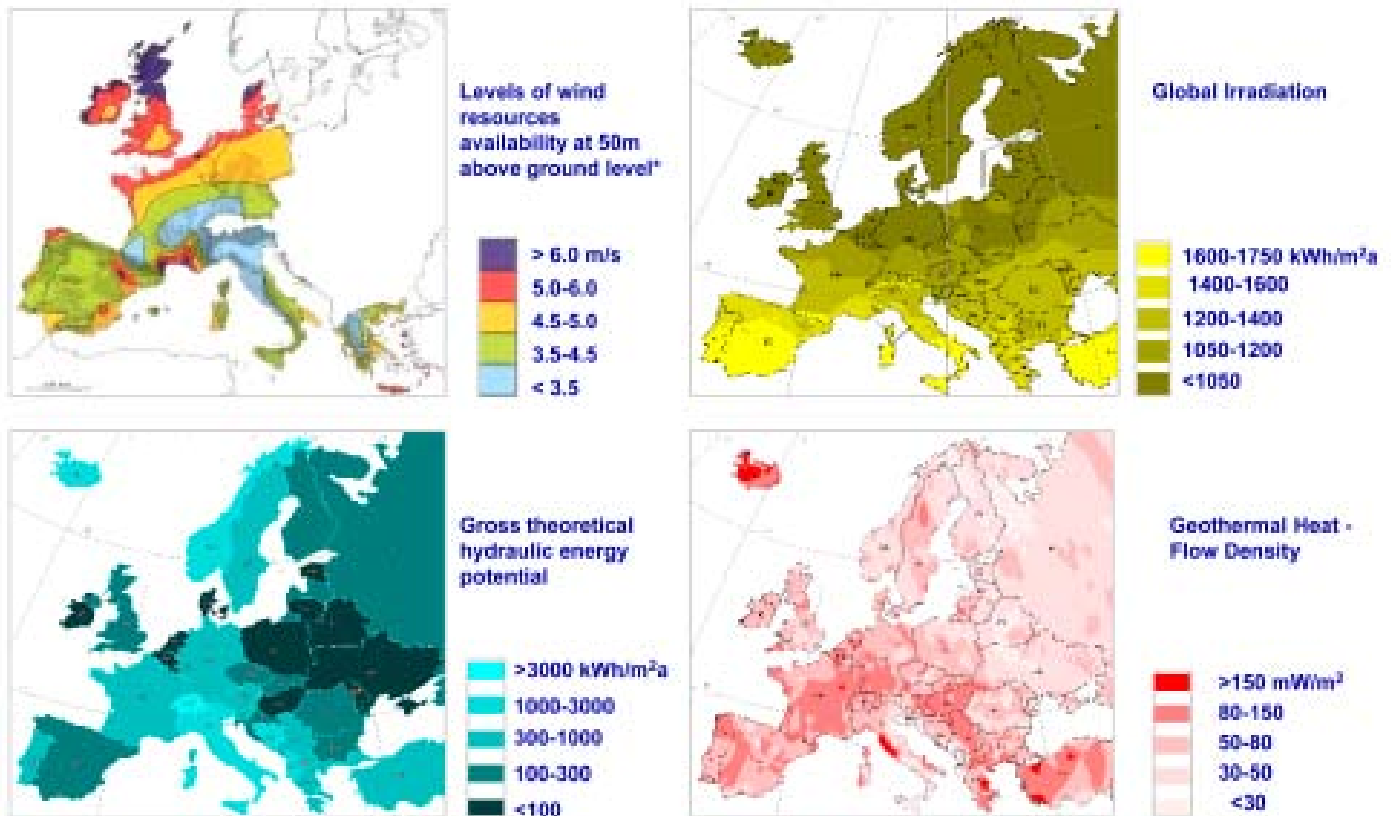 Levels of wind
resources
availability at 50m
above ground level*
> 6.0 m/s
5.0-6.0
4.5-5.0
3.5-4.5
< 3.5
Global Irradiation
1600-1750 kWh/m²a
1400-1600
1200-1400
1050-1200
<1050
Gross theoretical
hydraulic energy
potential
>3000 kWh/m²a
1000-3000
300-1000
100-300
<100
Geothermal Heat -
Flow Density
>150 mW/m²
80-150
50-80
30-50
<30